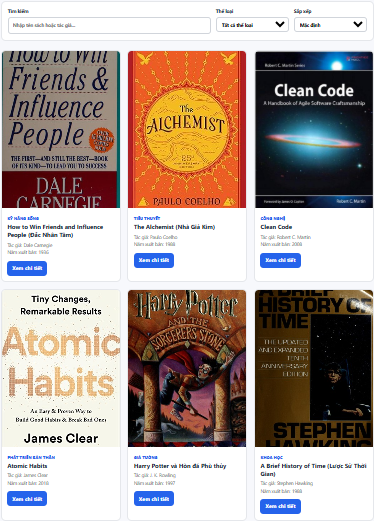 Tìm kiếm
Thể loại
Sắp xếp
Nhập tên sách hoặc tác giả...
Tất cả thể loại
Mặc định
How to Win
Friends &
Influence
People
THE FIRST—AND STILL THE BEST—BOOK
OF ITS KIND—TO LEAD YOU TO SUCCESS
DALE
CARNEGIE
KỸ NĂNG SỐNG
How to Win Friends and Influence
People (Đắc Nhân Tâm)
Tác giả: Dale Carnegie
Năm xuất bản: 1936
Xem chi tiết
The
ALCHEMIST
25
PAULO COELHO
TIỂU THUYẾT
The Alchemist (Nhà Giả Kim)
Tác giả: Paulo Coelho
Năm xuất bản: 1988
Xem chi tiết
Robert C. Martin Series
Clean Code
A Handbook of Agile Software Craftsmanship
Robert C. Martin
CÔNG NGHỆ
Clean Code
Tác giả: Robert C. Martin
Năm xuất bản: 2008
Xem chi tiết
Tiny Changes,
Remarkable Results
Atomic
Habits
An Easy & Proven Way to
Build Good Habits & Break Bad Ones
James Clear
PHÁT TRIỂN BẢN THÂN
Atomic Habits
Tác giả: James Clear
Năm xuất bản: 2018
Xem chi tiết
Harry Potter
AND THE
SORCERER'S STONE
GIẢ TƯỞNG
Harry Potter và Hòn đá Phù thủy
Tác giả: J. K. Rowling
Năm xuất bản: 1997
Xem chi tiết
A BRIEF
HISTORY OF
TIME
THE UPDATED
AND EXPANDED
TENTH
ANNIVERSARY
EDITION
STEPHEN
HAWKING
KHOA HỌC
A Brief History of Time (Lược Sử Thời
Gian)
Tác giả: Stephen Hawking
Năm xuất bản: 1988
Xem chi tiết